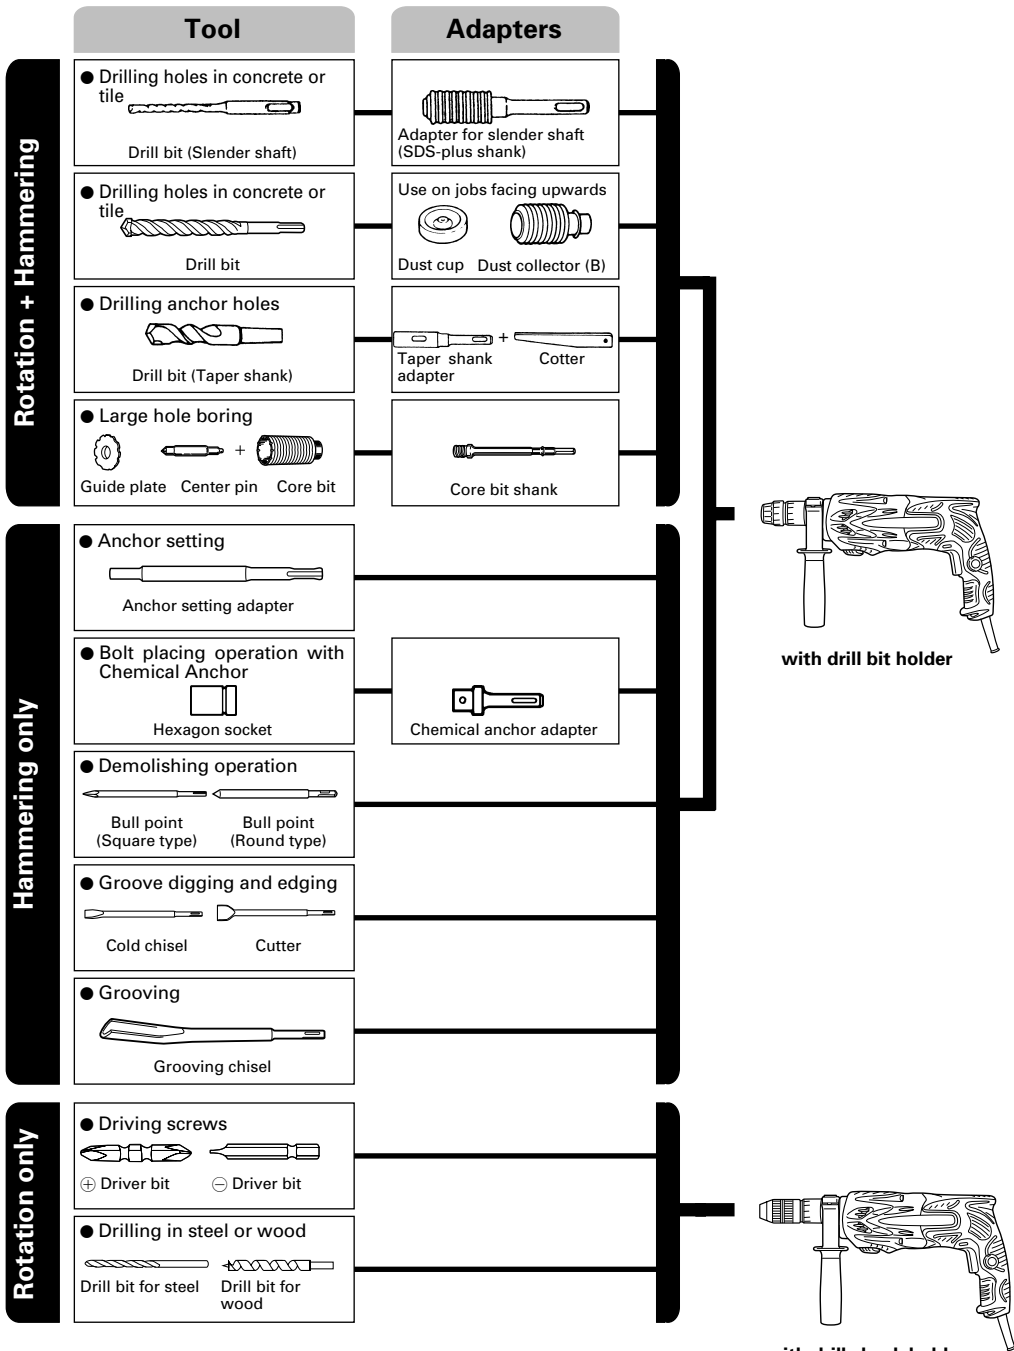 Tool
Adapters
Rotation + Hammering
● Drilling holes in concrete or
tile
Drill bit (Slender shaft)
Adapter for slender shaft
(SDS-plus shank)
● Drilling holes in concrete or
tile
Drill bit
Use on jobs facing upwards
Dust cup Dust collector (B)
● Drilling anchor holes
Drill bit (Taper shank)
+
Taper shank
adapter
Cotter
● Large hole boring
+
Guide plate Center pin Core bit
Core bit shank
Hammering only
● Anchor setting
Anchor setting adapter
● Bolt placing operation with
Chemical Anchor
Hexagon socket
Chemical anchor adapter
● Demolishing operation
Bull point
(Square type)
Bull point
(Round type)
● Groove digging and edging
Cold chisel Cutter
● Grooving
Grooving chisel
with drill bit holder
Rotation only
● Driving screws
⊕ Driver bit ⊖ Driver bit
● Drilling in steel or wood
Drill bit for steel
Drill bit for
wood